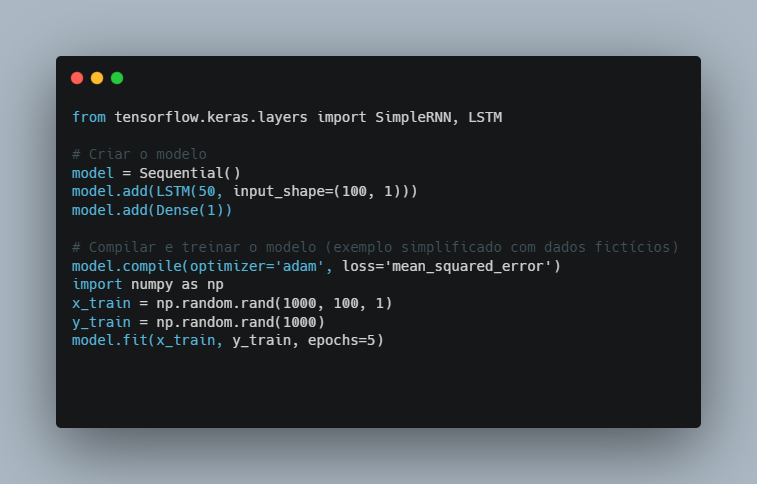 from tensorflow.keras.layers import SimpleRNN, LSTM
# Criar o modelo
model = Sequential()
model.add(LSTM(50, input_shape=(100, 1)))
model.add(Dense(1))
# Compilar e treinar o modelo (exemplo simplificado com dados fictícios)
model.compile(optimizer='adam', loss='mean_squared_error')
import numpy as np
x_train = np.random.rand(1000, 100, 1)
y_train = np.random.rand(1000)
model.fit(x_train, y_train, epochs=5)